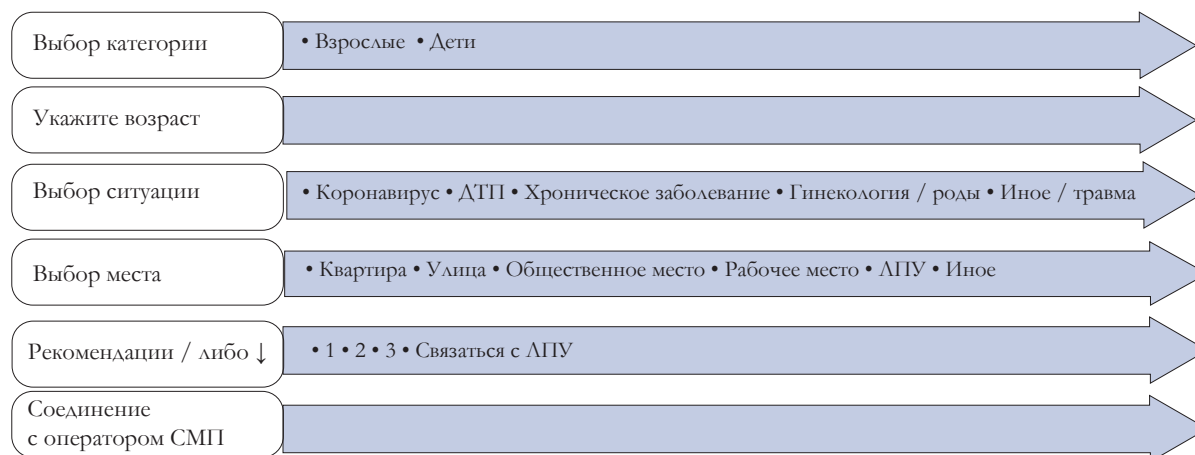 Выбор категории
• Взрослые • Дети
Укажите возраст
Выбор ситуации
• Коронавирус • ДТП • Хроническое заболевание • Гинекология / роды • Иное / травма
Выбор места
• Квартира • Улица • Общественное место • Рабочее место • ЛПУ • Иное
Рекомендации / либо ↓
• 1 • 2 • 3 • Связаться с ЛПУ
Соединение
с оператором СМП